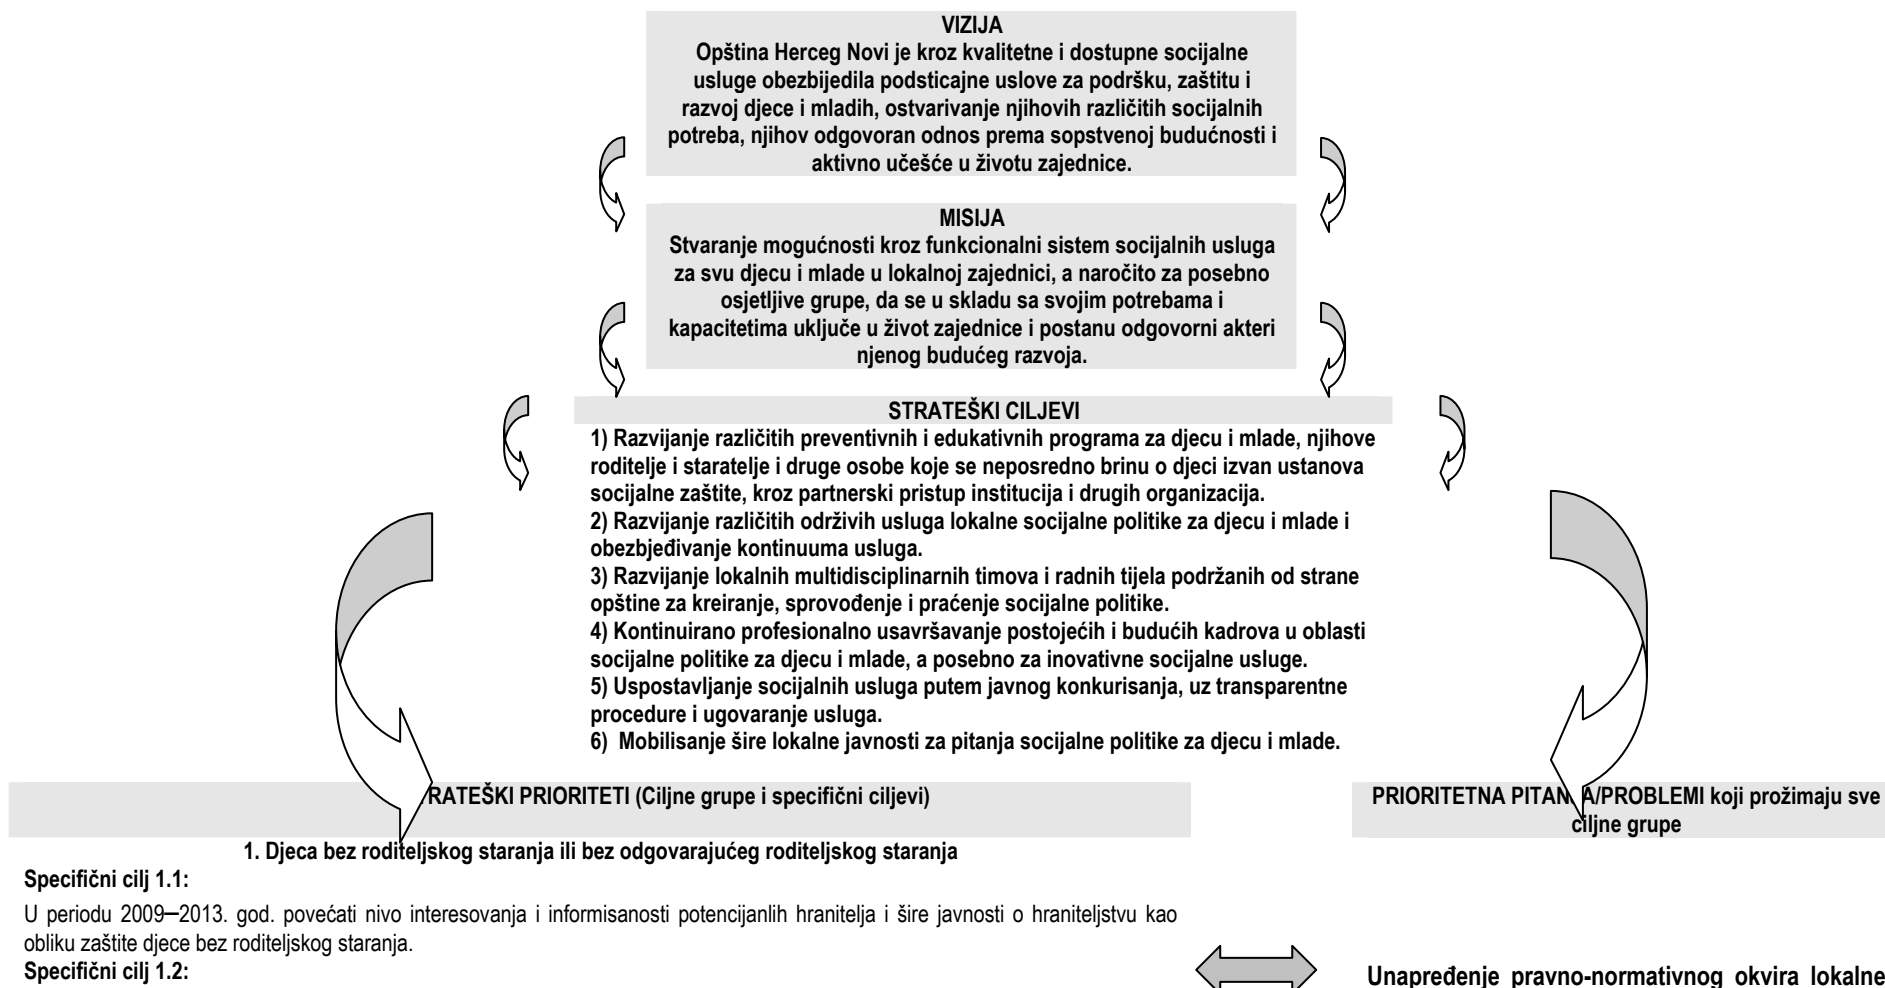 VIZIJA
Opština Herceg Novi je kroz kvalitetne i dostupne socijalne
usluge obezbijedila podsticajne uslove za podršku, zaštitu i
razvoj djece i mladih, ostvarivanje njihovih različitih socijalnih
potreba, njihov odgovoran odnos prema sopstvenoj budućnosti i
aktivno učešće u životu zajednice.
MISIJA
Stvaranje mogućnosti kroz funkcionalni sistem socijalnih usluga
za svu djecu i mlade u lokalnoj zajednici, a naročito za posebno
osjetljive grupe, da se u skladu sa svojim potrebama i
kapacitetima uključe u život zajednice i postanu odgovorni akteri
njenog budućeg razvoja.
STRATEŠKI CILJEVI
1) Razvijanje različitih preventivnih i edukativnih programa za djecu i mlade, njihove
roditelje i staratelje i druge osobe koje se neposredno brinu o djeci izvan ustanova
socijalne zaštite, kroz partnerski pristup institucija i drugih organizacija.
2) Razvijanje različitih održivih usluga lokalne socijalne politike za djecu i mlade i
obezbjeđivanje kontinuuma usluga.
3) Razvijanje lokalnih multidisciplinarnih timova i radnih tijela podržanih od strane
opštine za kreiranje, sprovođenje i praćenje socijalne politike.
4) Kontinuirano profesionalno usavršavanje postojećih i budućih kadrova u oblasti
socijalne politike za djecu i mlade, a posebno za inovativne socijalne usluge.
5) Uspostavljanje socijalnih usluga putem javnog konkurisanja, uz transparentne
procedure i ugovaranje usluga.
6) Mobilisanje šire lokalne javnosti za pitanja socijalne politike za djecu i mlade.
RATEŠKI PRIORITETI (Ciljne grupe i specifični ciljevi)
1. Djeca bez roditeljskog staranja ili bez odgovarajućeg roditeljskog staranja
Specifični cilj 1.1:
U periodu 2009–2013. god. povećati nivo interesovanja i informisanosti potencijanlih hranitelja i šire javnosti o hraniteljstvu kao
obliku zaštite djece bez roditeljskog staranja.
Specifični cilj 1.2:
PRIORITETNA PITANJA/PROBLEMI koji prožimaju sve
ciljne grupe
Unapređenje pravno-normativnog okvira lokalne